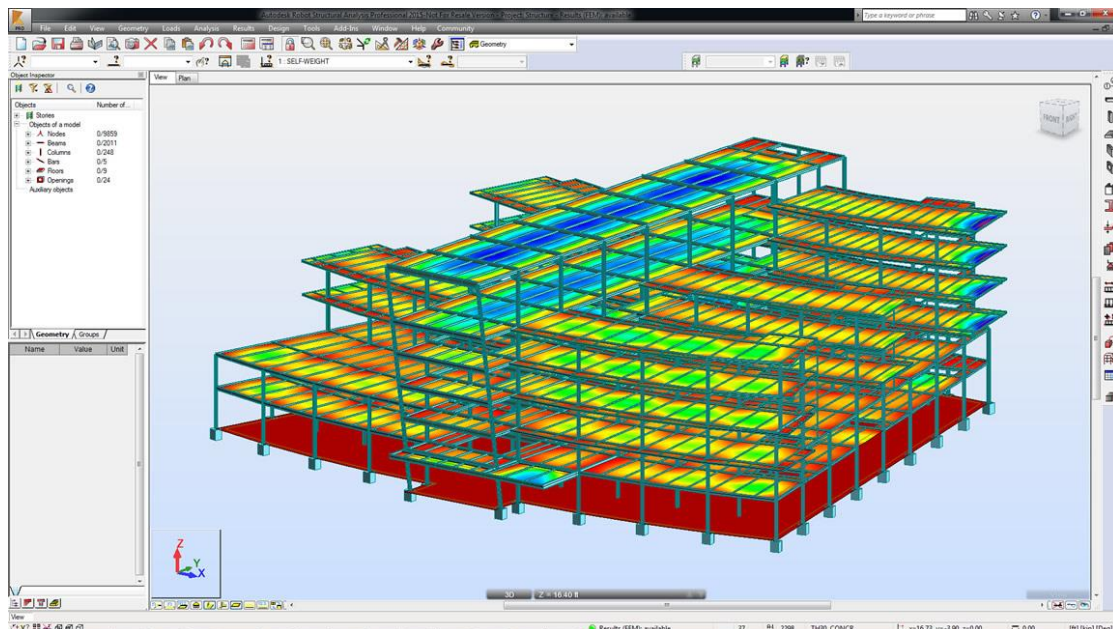 Autodesk Robot Structural Analysis Professional 2015-Not For Resale Version - Project: Structure - Results (FEM): available
Type a keyword or phrase
PRO
File Edit View Geometry Loads Analysis Results Design Tools Add-Ins Window Help Community
Geometry
1 : SELF-WEIGHT
Object Inspector
View Plan
Objects Number of...
Stories
Objects of a model
Nodes 0/9859
Beams 0/2011
Columns 0/248
Bars 0/5
Floors 0/9
Openings 0/24
Auxiliary objects
FRONT RIGHT
Geometry Groups
Name Value Unit
Z
Y
X
3D Z = 16.40 ft
View
Results (FEM): available